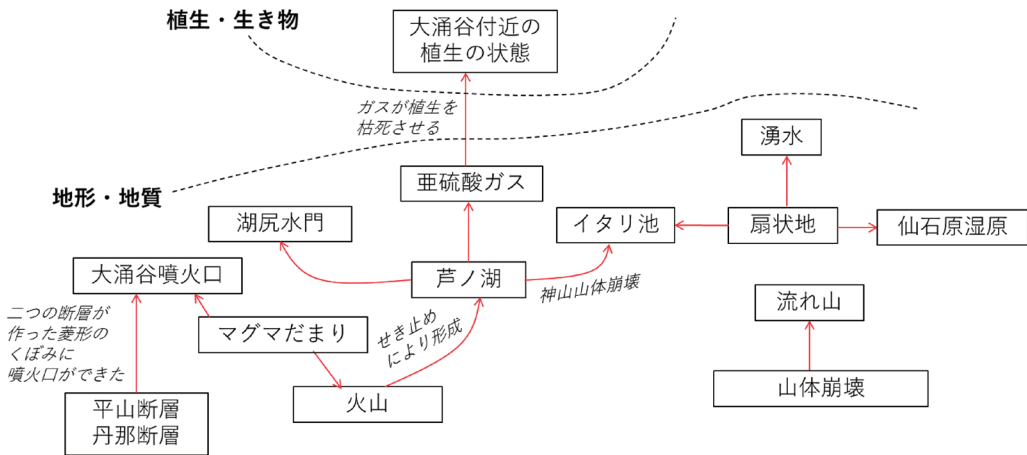 植生・生き物
大涌谷付近の
植生の状態
ガスが植生を
枯死させる
湧水
地形・地質
亜硫酸ガス
湖尻水門
イタリ池
扇状地
仙石原湿原
大涌谷噴火口
芦ノ湖
神山山体崩壊
二つの断層が
作った菱形の
くぼみに
噴火口ができた
マグマだまり
せき止め
により形成
流れ山
火山
山体崩壊
平山断層
丹那断層